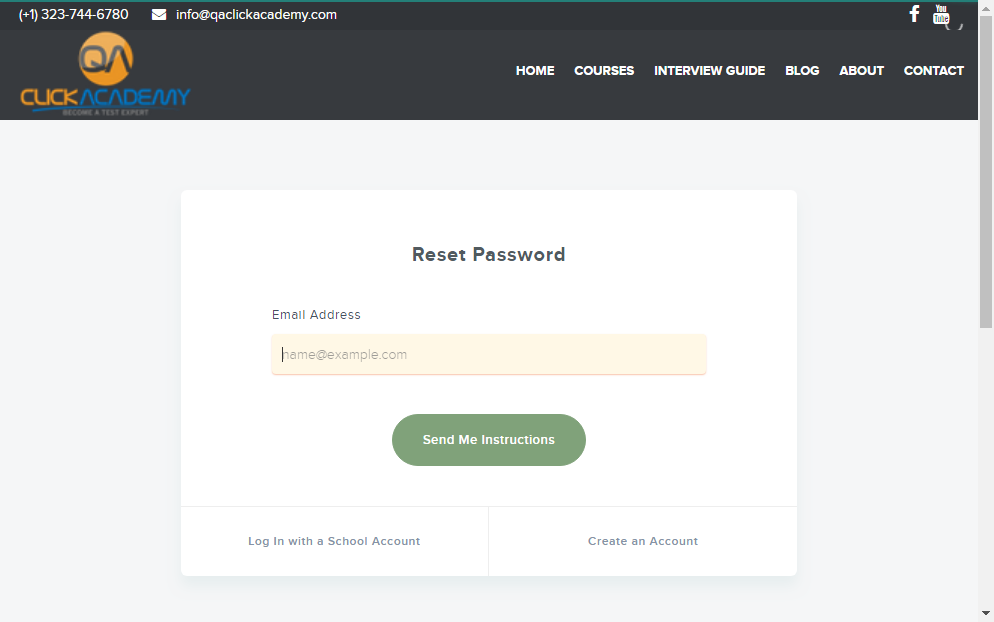 (+1) 323-744-6780 info@qaclickacademy.com You Tube
QA
CLICKACADEMY
BECOME A TEST EXPERT
HOME COURSES INTERVIEW GUIDE BLOG ABOUT CONTACT
Reset Password
Email Address
name@example.com
Send Me Instructions
Log In with a School Account Create an Account